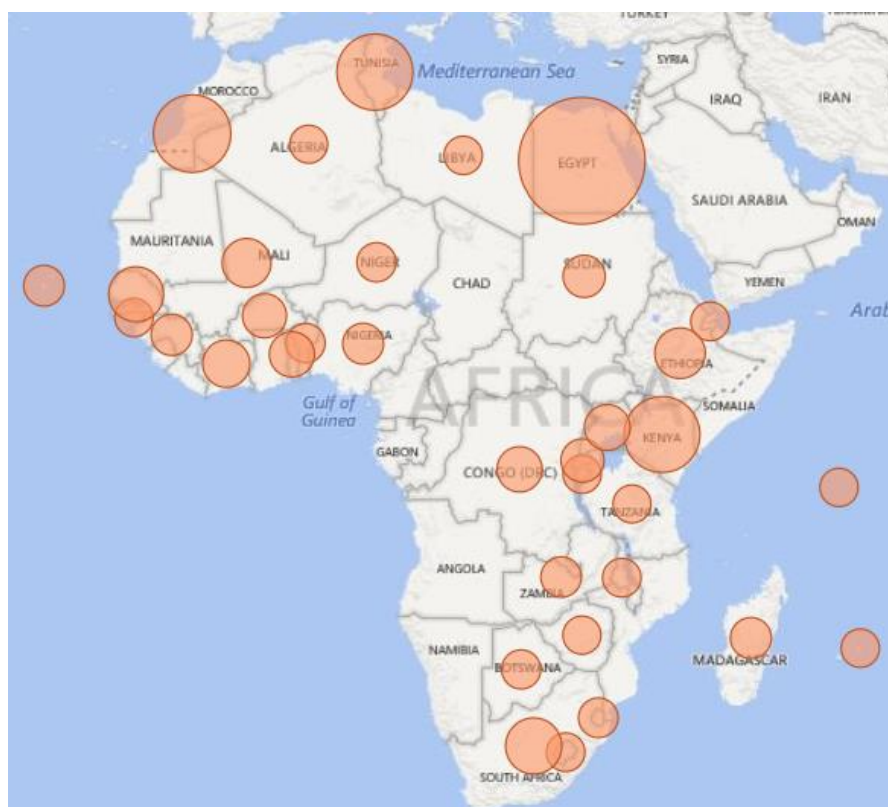 TURKEY
TUNISIA
Mediterranean Sea
SYRIA
MOROCCO
IRAQ
IRAN
ALGERIA
LIBYA
EGYPT
SAUDI ARABIA
OMAN
MAURITANIA
MALI
NIGER
CHAD
SUDAN
YEMEN
Arab
NIGERIA
ETHIOPIA
AFRICA
Gulf of
Guinea
SOMALIA
KENYA
GABON
CONGO (DRC)
TANZANIA
ANGOLA
ZAMBIA
NAMIBIA
BOTSWANA
MADAGASCAR
SOUTH AFRICA